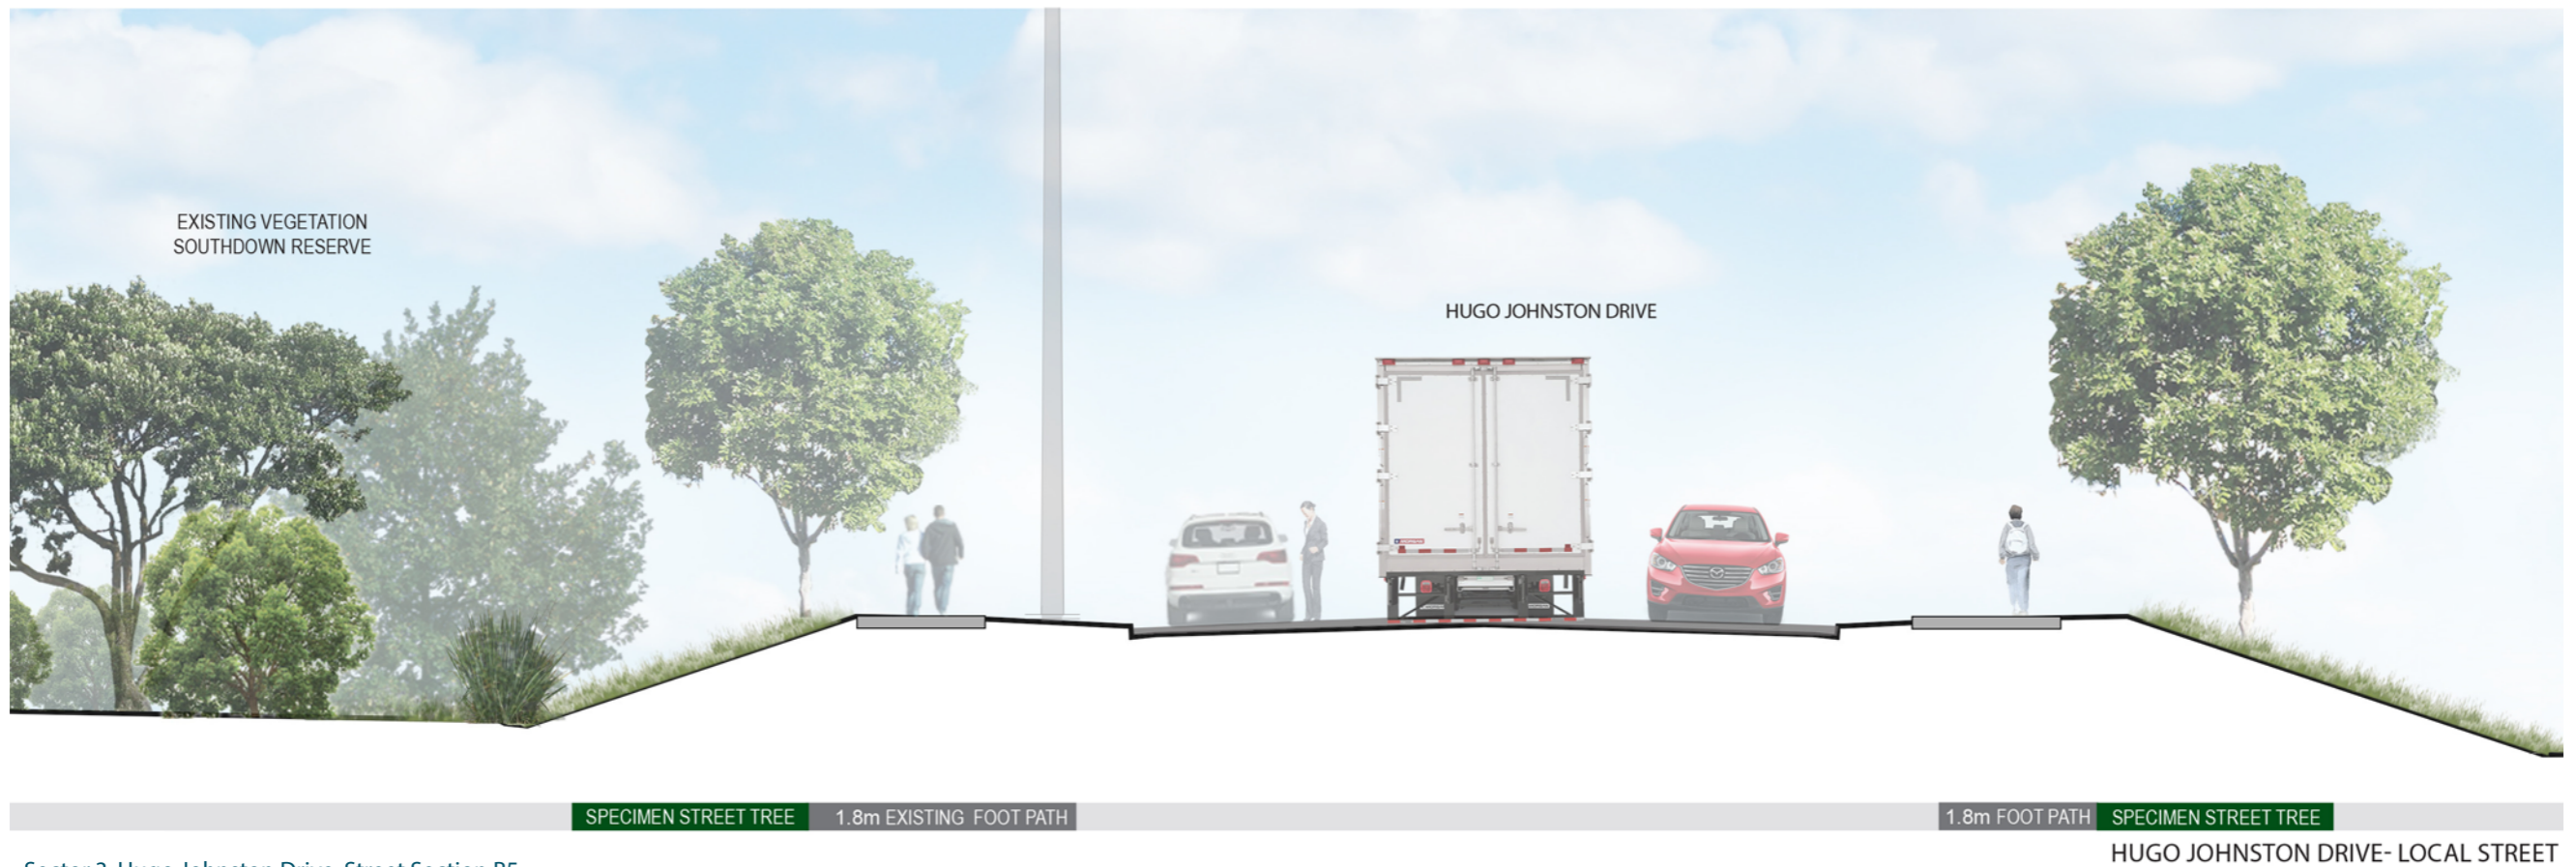 EXISTING VEGETATION
SOUTHDOWN RESERVE
HUGO JOHNSTON DRIVE
SPECIMEN STREET TREE
1.8m EXISTING FOOT PATH
1.8m FOOT PATH
SPECIMEN STREET TREE
HUGO JOHNSTON DRIVE- LOCAL STREET